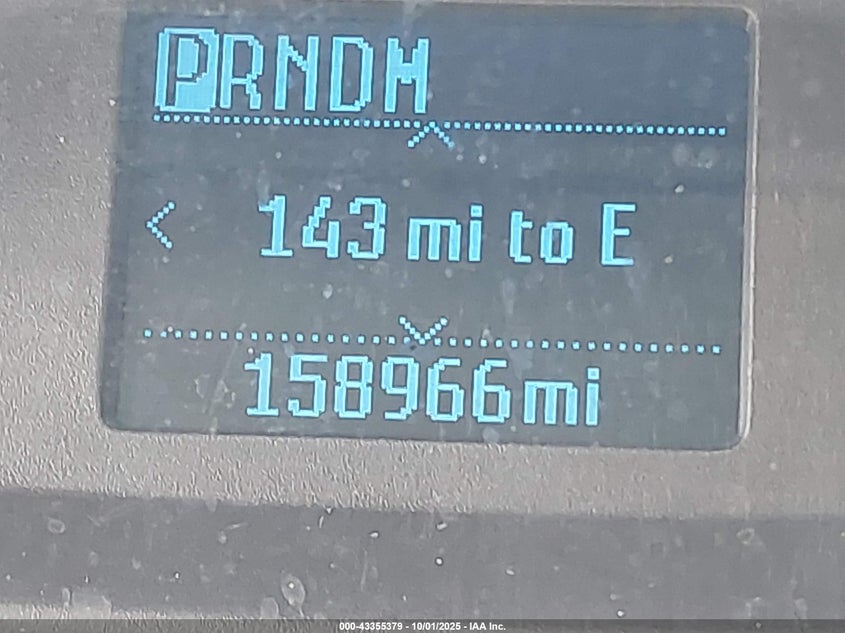 PRNDM
143 mi to E
158966mi
000-43355379 - 10/01/2025 - IAA Inc.